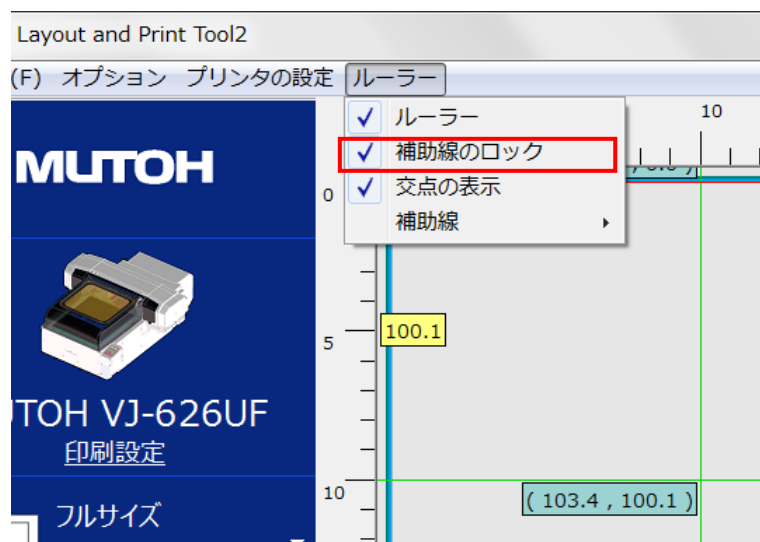 Layout and Print Tool2
(F) オプション プリンタの設定 ルーラー
ルーラー
補助線のロック
交点の表示
補助線
10
MUTOH
0
5
100.1
TOH VJ-626UF
印刷設定
10
( 103.4 , 100.1 )
フルサイズ